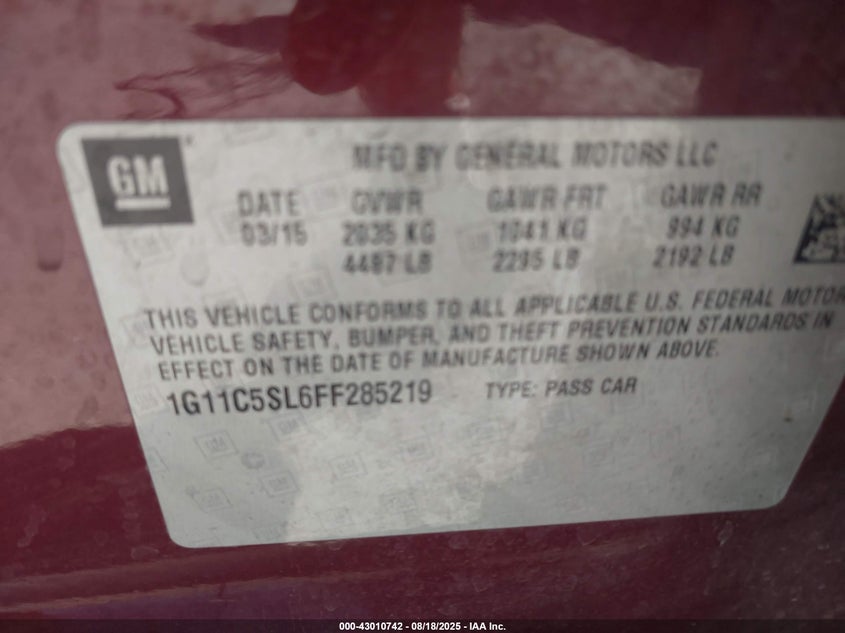 GM
MFD BY GENERAL MOTORS LLC
DATE GVWR GAWR FRT GAWR RR
03/15 2035 KG 1041 KG 994 KG
4487 LB 2295 LB 2192 LB
THIS VEHICLE CONFORMS TO ALL APPLICABLE U.S. FEDERAL MOTOR
VEHICLE SAFETY, BUMPER, AND THEFT PREVENTION STANDARDS IN
EFFECT ON THE DATE OF MANUFACTURE SHOWN ABOVE.
1G11C5SL6FF285219 TYPE: PASS CAR
000-43010742 - 08/18/2025 - IAA Inc.